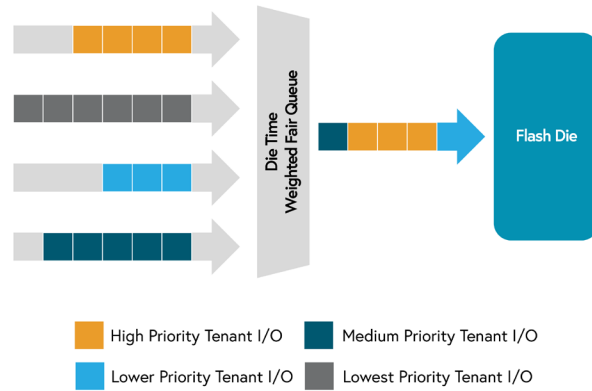 Die Time
Weighted Fair Queue
Flash Die
High Priority Tenant I/O
Medium Priority Tenant I/O
Lower Priority Tenant I/O
Lowest Priority Tenant I/O